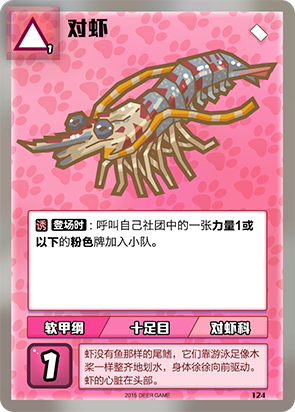 对虾
1
诱 登场时：呼叫自己社团中的一张力量1或
以下的粉色牌加入小队。
软甲纲 十足目 对虾科
1
虾没有鱼那样的尾鳍，它们靠游泳足像木
桨一样整齐地划水，身体徐徐向前驱动。
虾的心脏在头部。
2015 DEER GAME
124